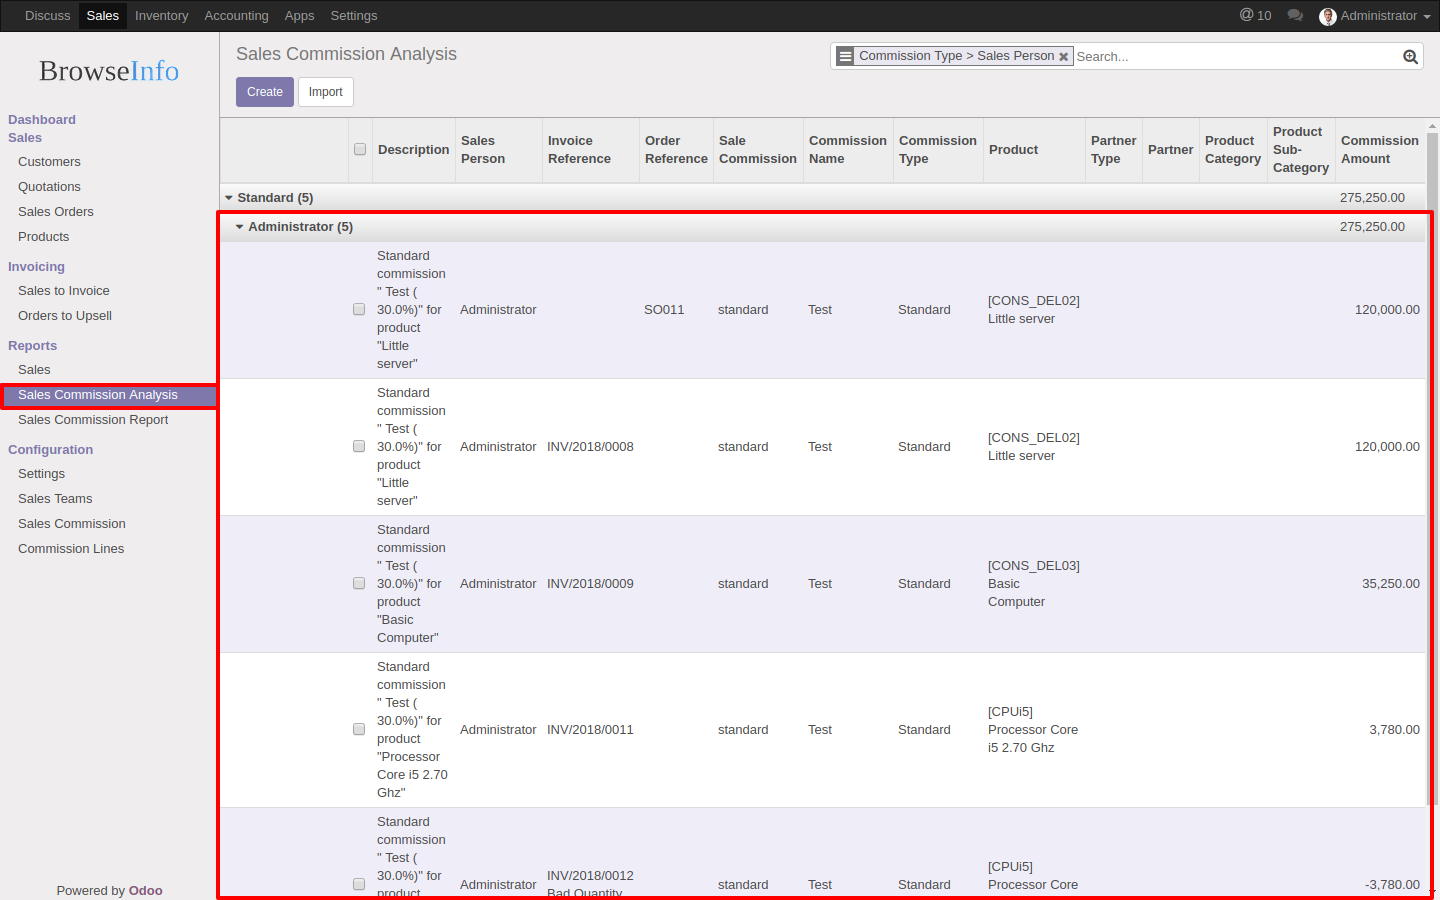 Discuss Sales Inventory Accounting Apps Settings @ 10 Administrator
BrowseInfo
Dashboard
Sales
Customers
Quotations
Sales Orders
Products
Invoicing
Sales to Invoice
Orders to Upsell
Reports
Sales
Sales Commission Analysis
Sales Commission Report
Configuration
Settings
Sales Teams
Sales Commission
Commission Lines
Powered by Odoo
Sales Commission Analysis
Commission Type > Sales Person Search...
Create Import
Description
Sales
Person
Invoice
Reference
Order
Reference
Sale
Commission
Commission
Name
Commission
Type
Product
Partner
Type
Partner
Product
Category
Product
Sub-
Category
Commission
Amount
Standard (5) 275,250.00
Administrator (5) 275,250.00
Standard
commission
" Test (
30.0%)" for
product
"Little
server"
Administrator
SO011
standard
Test
Standard
[CONS_DEL02]
Little server
120,000.00
Standard
commission
" Test (
30.0%)" for
product
"Little
server"
Administrator
INV/2018/0008
standard
Test
Standard
[CONS_DEL02]
Little server
120,000.00
Standard
commission
" Test (
30.0%)" for
product
"Basic
Computer"
Administrator
INV/2018/0009
standard
Test
Standard
[CONS_DEL03]
Basic
Computer
35,250.00
Standard
commission
" Test (
30.0%)" for
product
"Processor
Core i5 2.70
Ghz"
Administrator
INV/2018/0011
standard
Test
Standard
[CPUi5]
Processor Core
i5 2.70 Ghz
3,780.00
Standard
commission
" Test (
30.0%)" for
product
Administrator
INV/2018/0012
Bad Quantity
standard
Test
Standard
[CPUi5]
Processor Core
-3,780.00